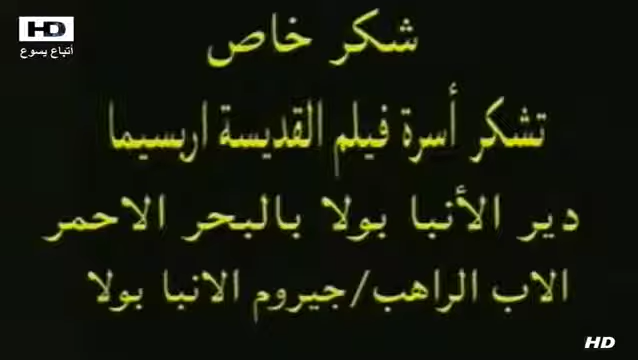 HD
أتباع يسوع
شكر خاص
تشكر أسرة فيلم القديسة اربسيما
دير الأنبا بولا بالبحر الاحمر
الاب الراهب/جيروم الانبا بولا
HD